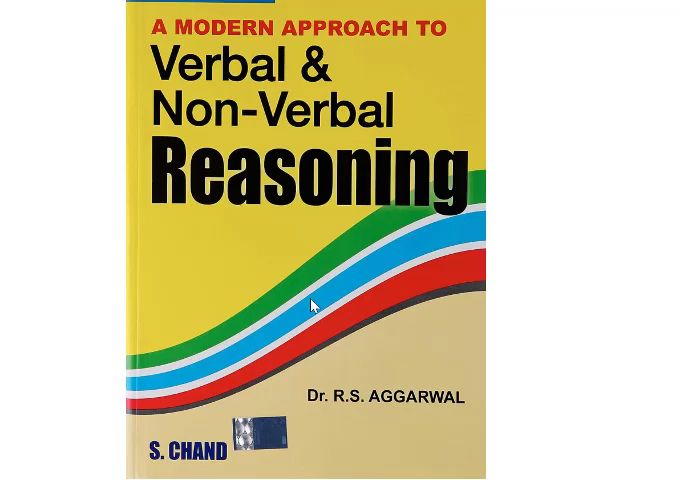 A MODERN APPROACH TO
Verbal &
Non-Verbal
Reasoning
Dr. R.S. AGGARWAL
S. CHAND